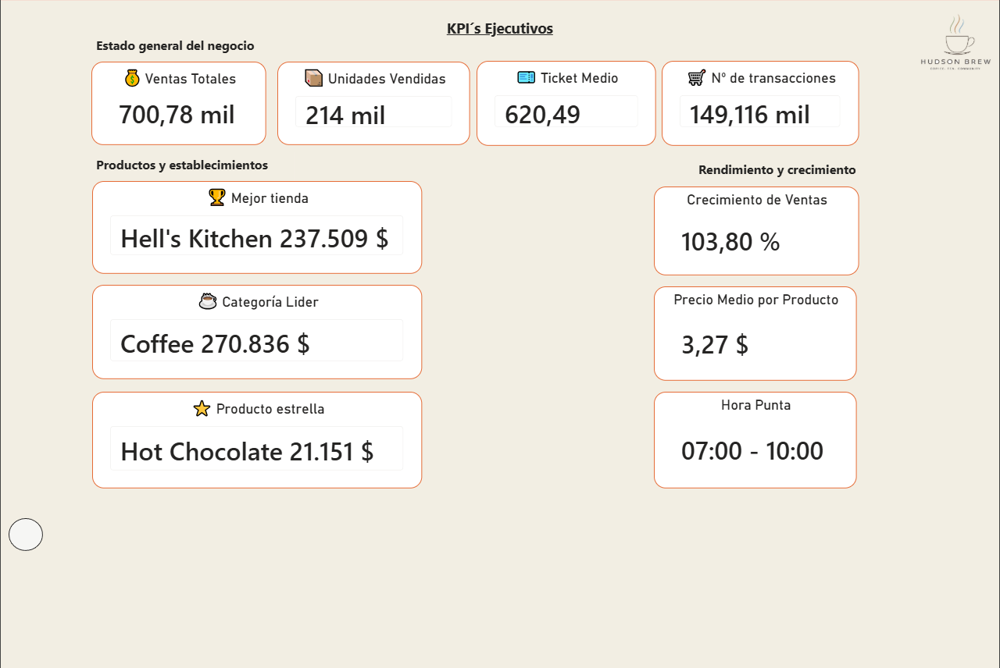 KPI´s Ejecutivos
HUDSON BREW
COFFEE · TEA · COMMUNITY
Estado general del negocio
Ventas Totales
700,78 mil
Unidades Vendidas
214 mil
Ticket Medio
620,49
Nº de transacciones
149,116 mil
Productos y establecimientos
Mejor tienda
Hell's Kitchen 237.509 $
Categoría Lider
Coffee 270.836 $
Producto estrella
Hot Chocolate 21.151 $
Rendimiento y crecimiento
Crecimiento de Ventas
103,80 %
Precio Medio por Producto
3,27 $
Hora Punta
07:00 - 10:00